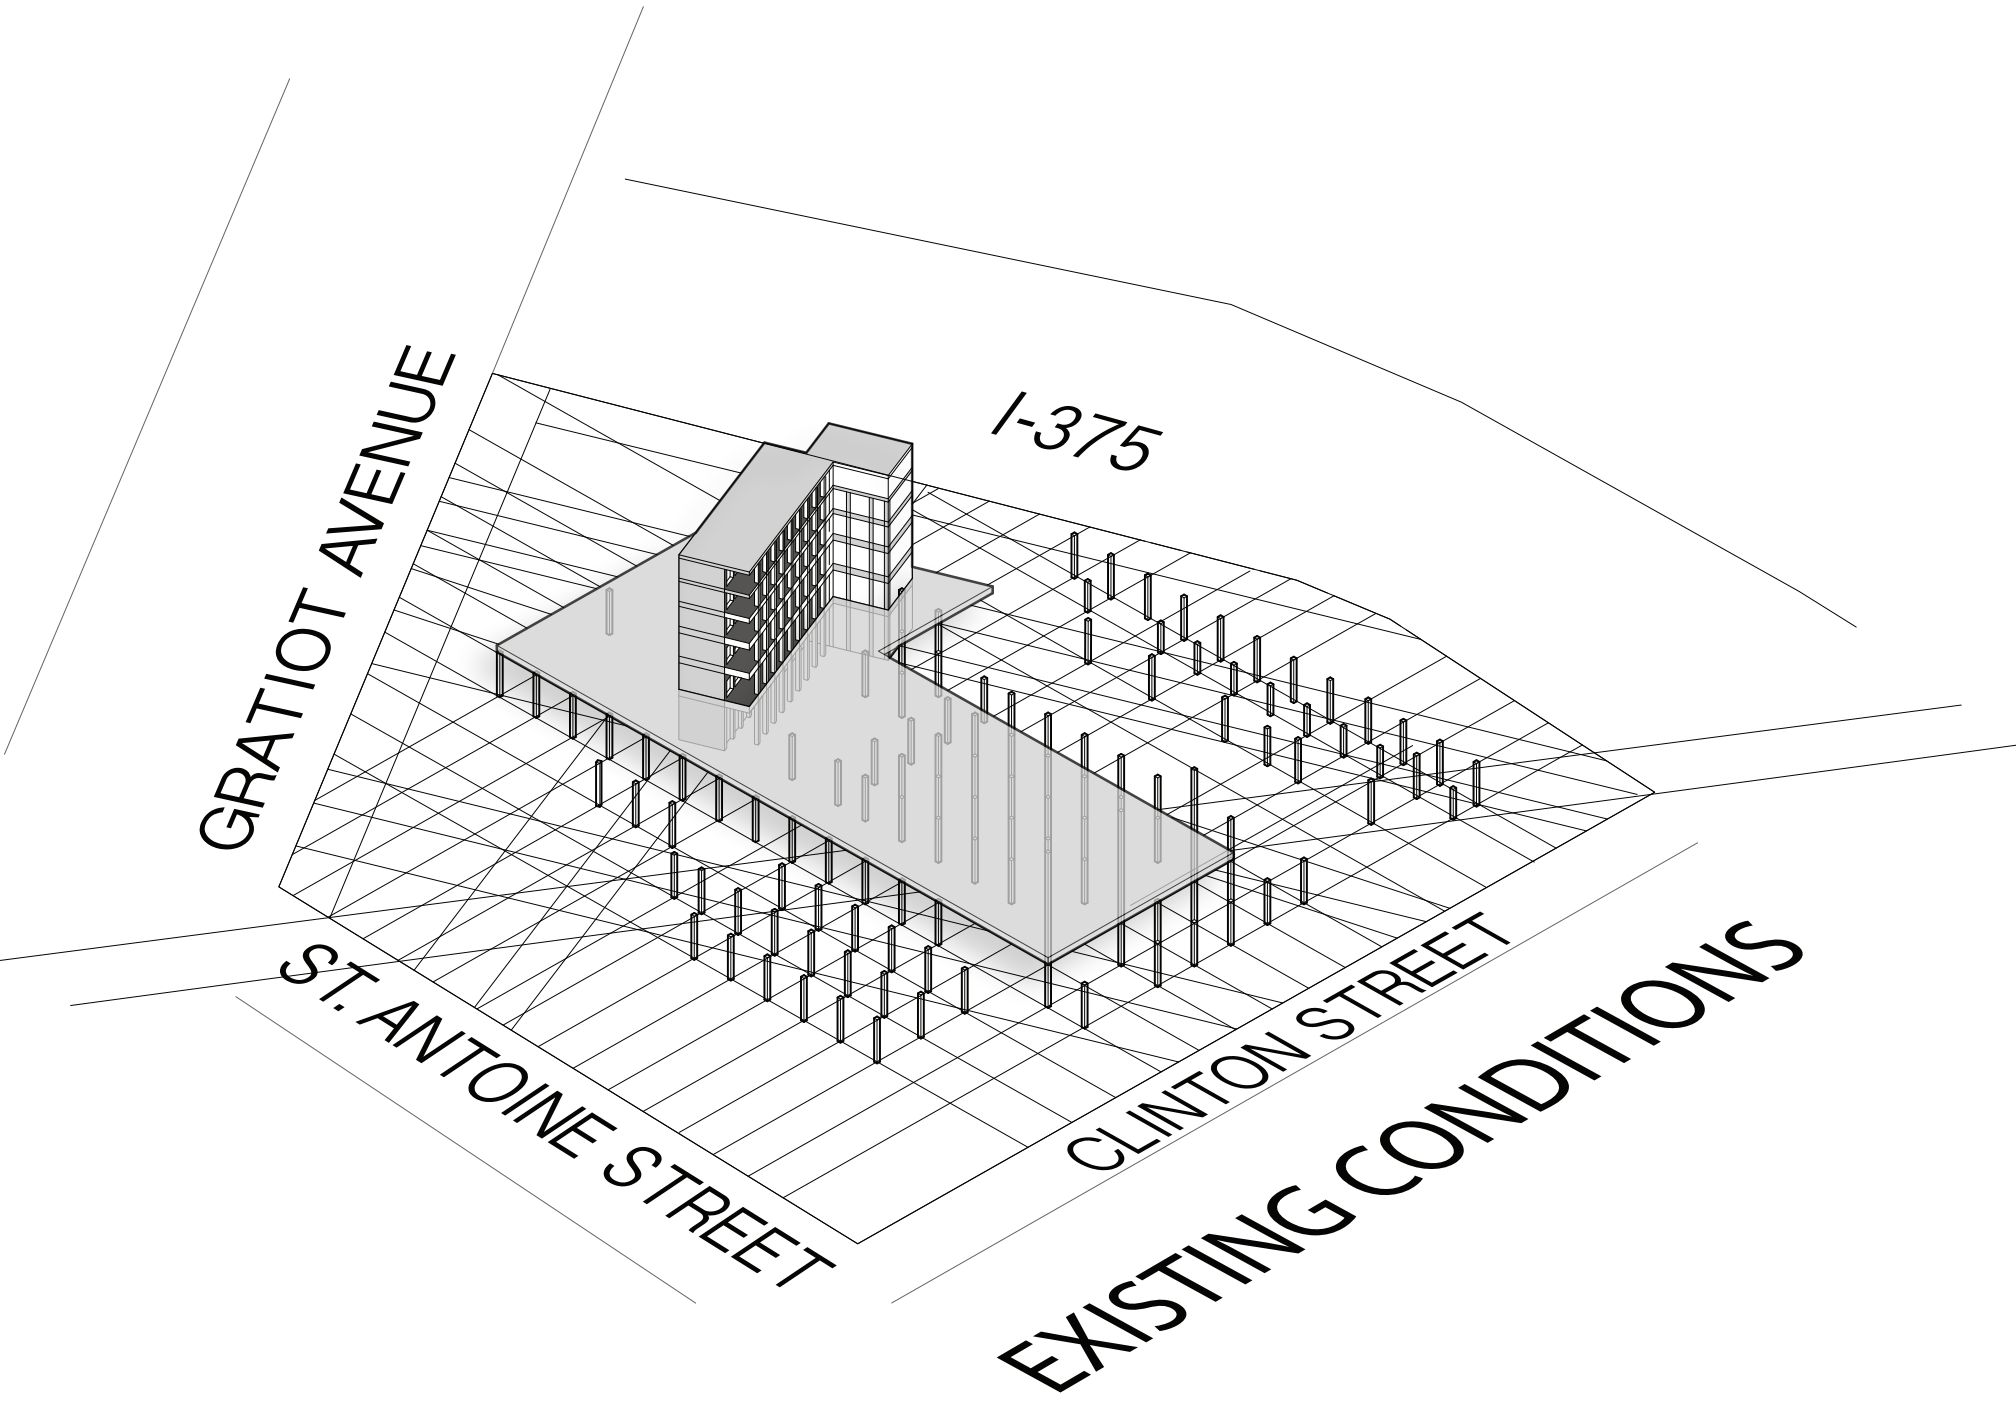 I-375
GRATIOT AVENUE
ST. ANTOINE STREET
CLINTON STREET
EXISTING CONDITIONS